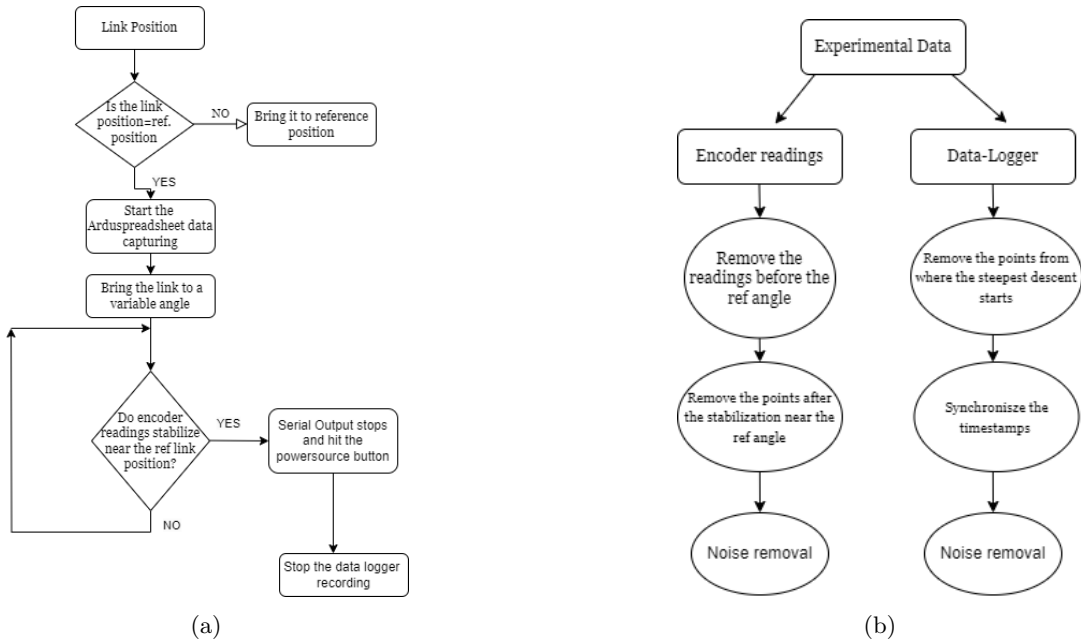 Link Position
Is the link
position=ref.
position
NO
Bring it to reference
position
YES
Start the
Arduspreadsheet data
capturing
Bring the link to a
variable angle
Do encoder
readings stabilize
near the ref link
position?
YES
Serial Output stops
and hit the
powersource button
NO
Stop the data logger
recording
(a)
Experimental Data
Encoder readings
Data-Logger
Remove the
readings before the
ref angle
Remove the points from
where the steepest descent
starts
Remove the points after
the stabilization near the
ref angle
Synchronisze the
timestamps
Noise removal
Noise removal
(b)